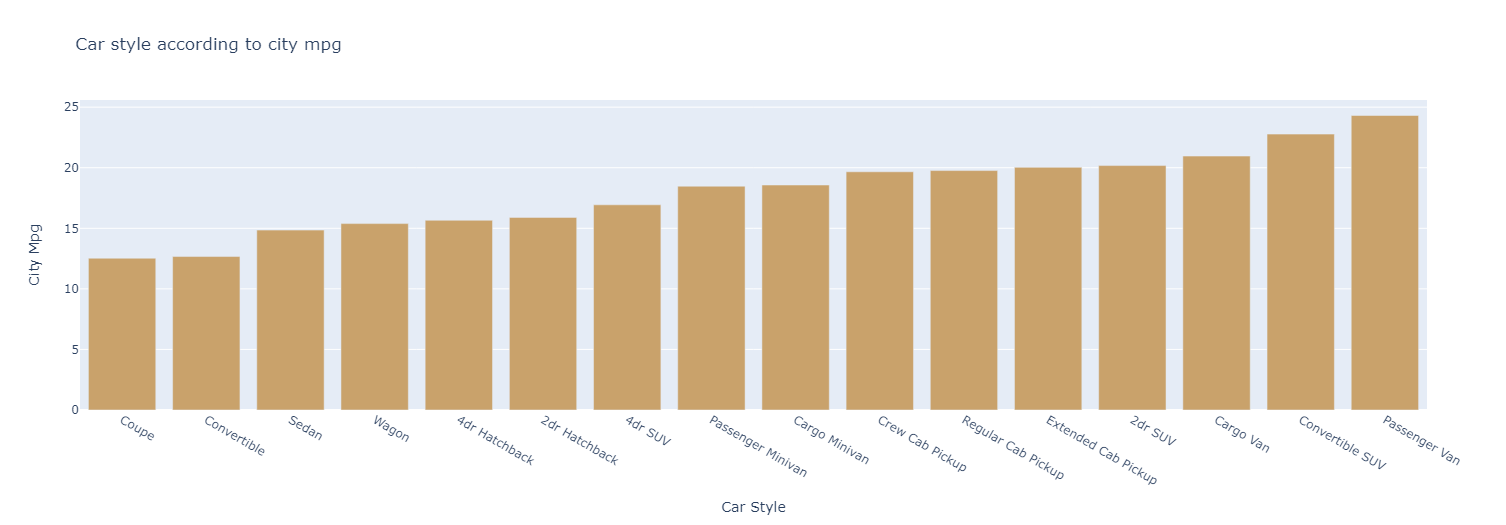 Car style according to city mpg
25
20
15
10
5
0
City Mpg
Coupe
Convertible
Sedan
Wagon
4dr Hatchback
2dr Hatchback
4dr SUV
Passenger Minivan
Cargo Minivan
Crew Cab Pickup
Regular Cab Pickup
Extended Cab Pickup
2dr SUV
Cargo Van
Convertible SUV
Passenger Van
Car Style